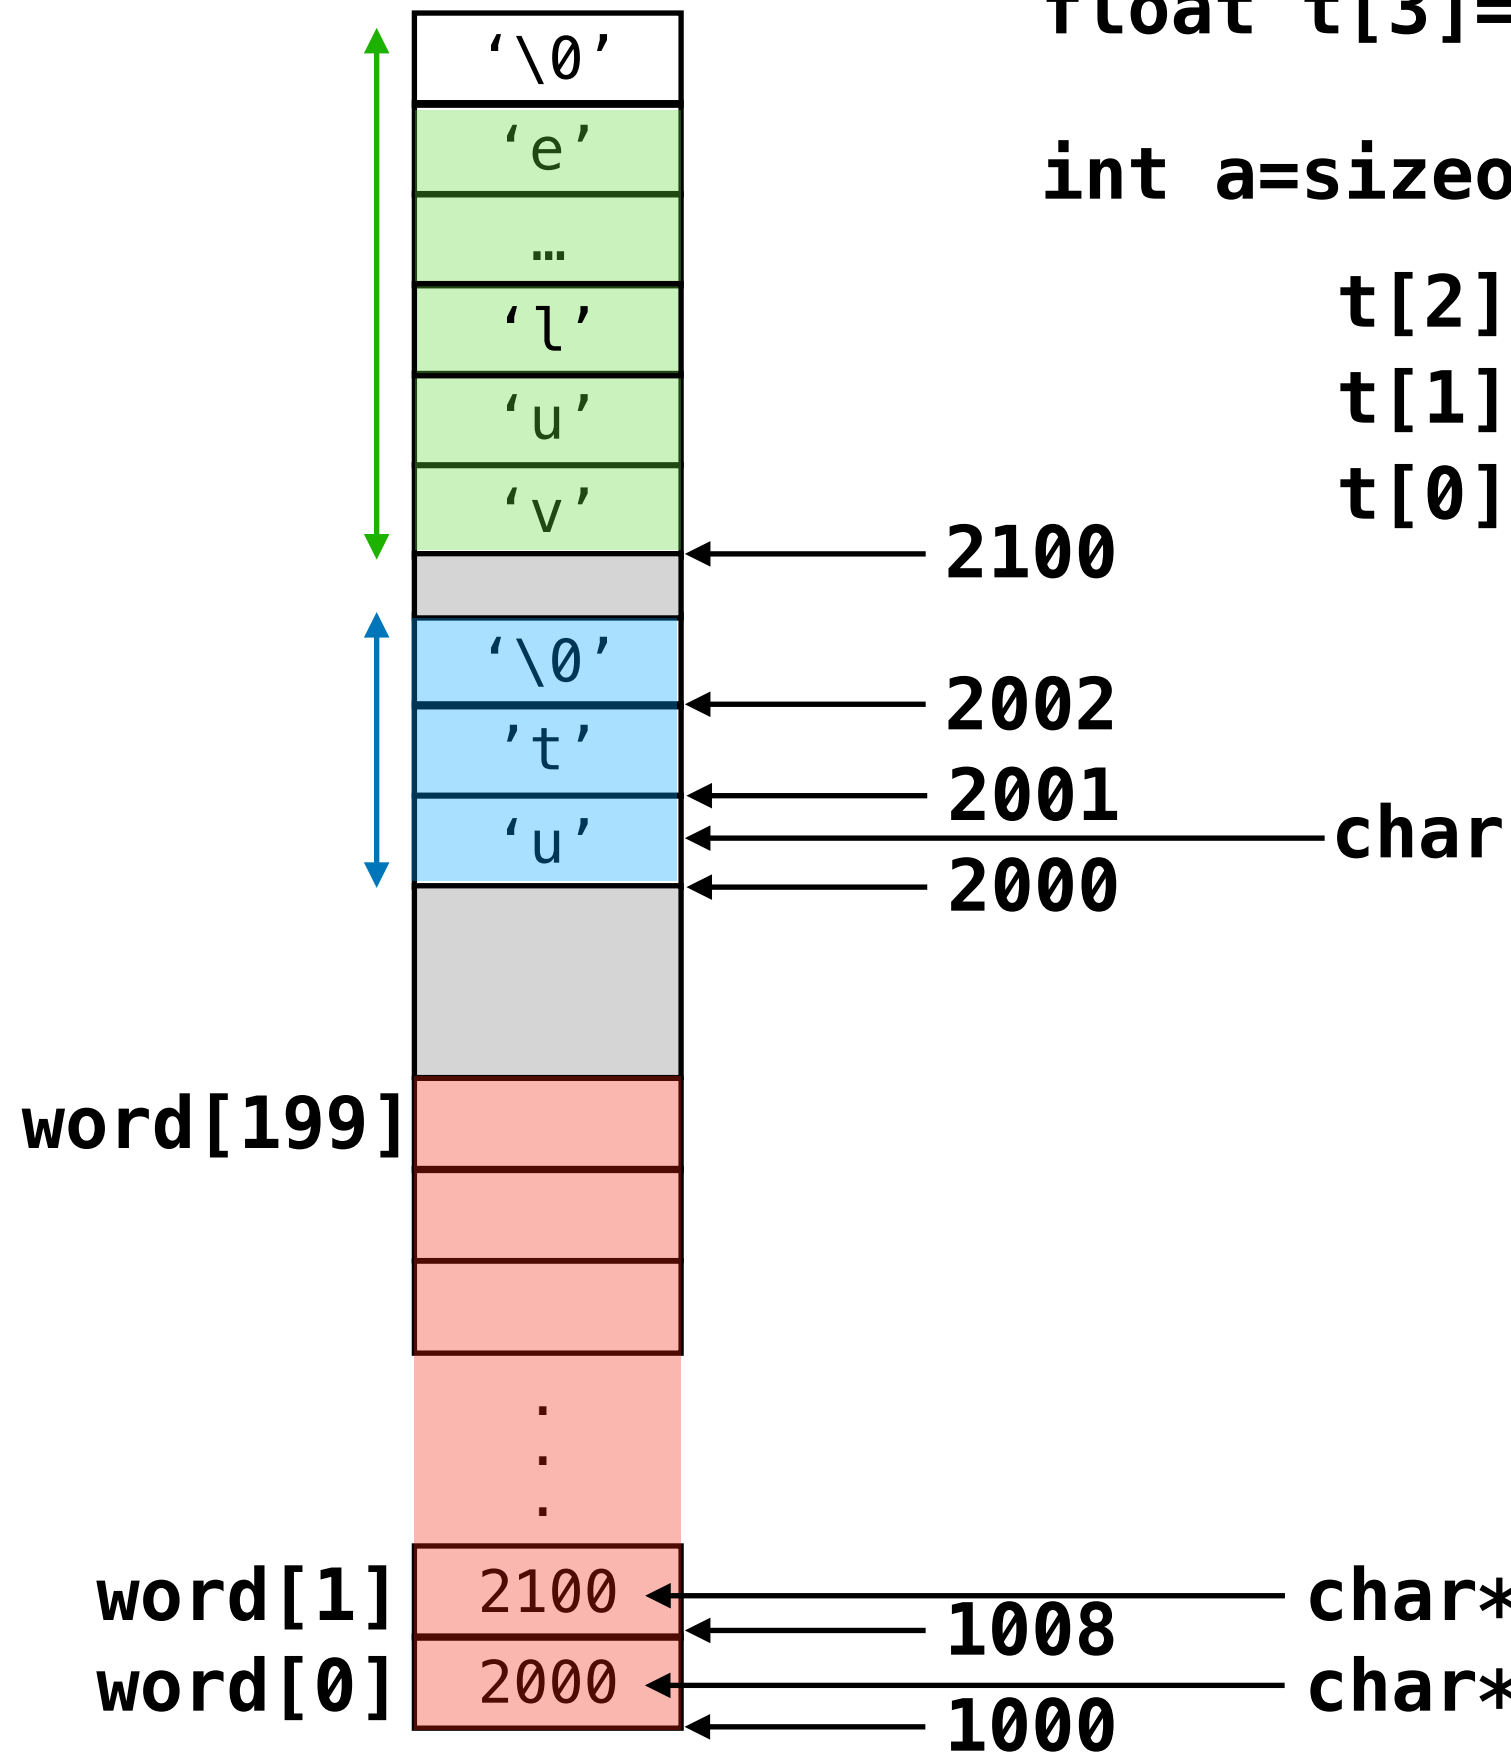 ‘\0’
float t[3]=
‘e’
int a=sizeo
…
t[2]
‘l’
t[1]
‘u’
t[0]
‘v’
2100
‘\0’
2002
’t’
2001
‘u’
char
2000
word[199]
.
.
.
word[1]
2100
char*
1008
word[0]
2000
char*
1000